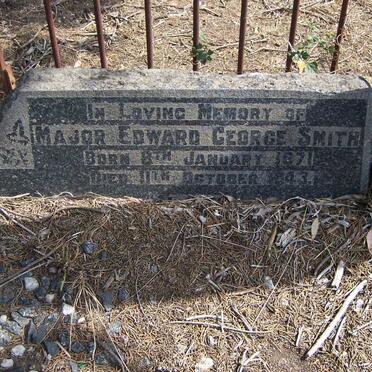 IN LOVING MEMORY OF
MAJOR EDWARD GEORGE SMITH
BORN 8TH JANUARY 1871
DIED 11TH OCTOBER 1943.